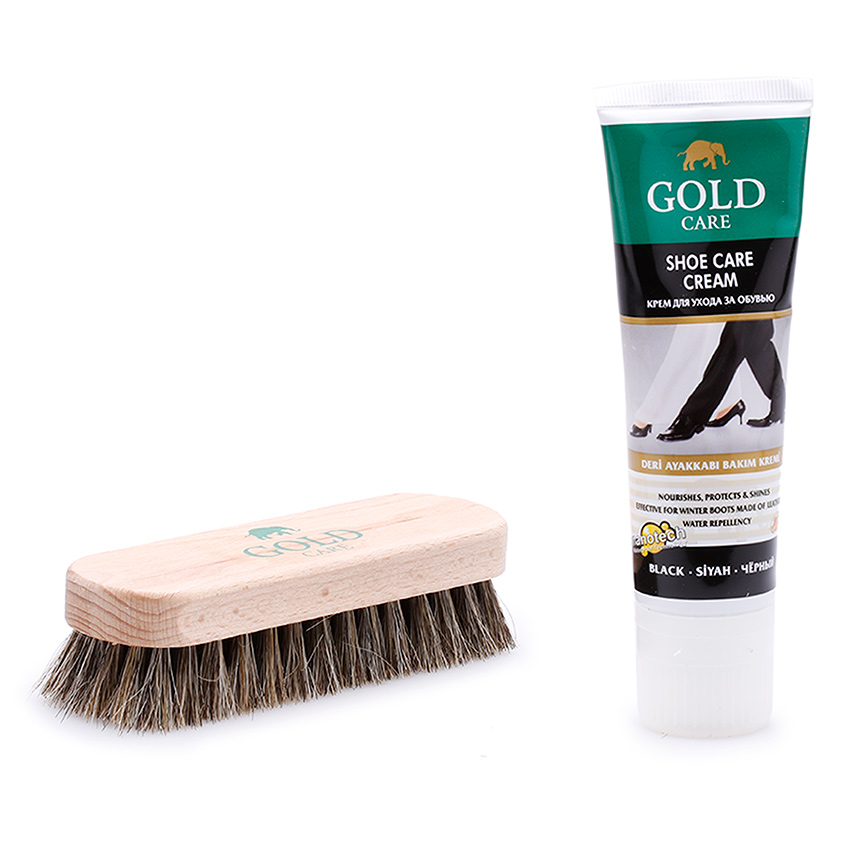 GOLD
CARE
SHOE CARE
CREAM
КРЕМ ДЛЯ УХОДА ЗА ОБУВЬЮ
DERİ AYAKKABI BAKIM KREMİ
NOURISHES, PROTECTS & SHINES
EFFECTIVE FOR WINTER BOOTS MADE OF
WATER REPELLENCY
nanotech
BLACK · SİYAH · ЧЁРНЫЙ
GOLD
CARE